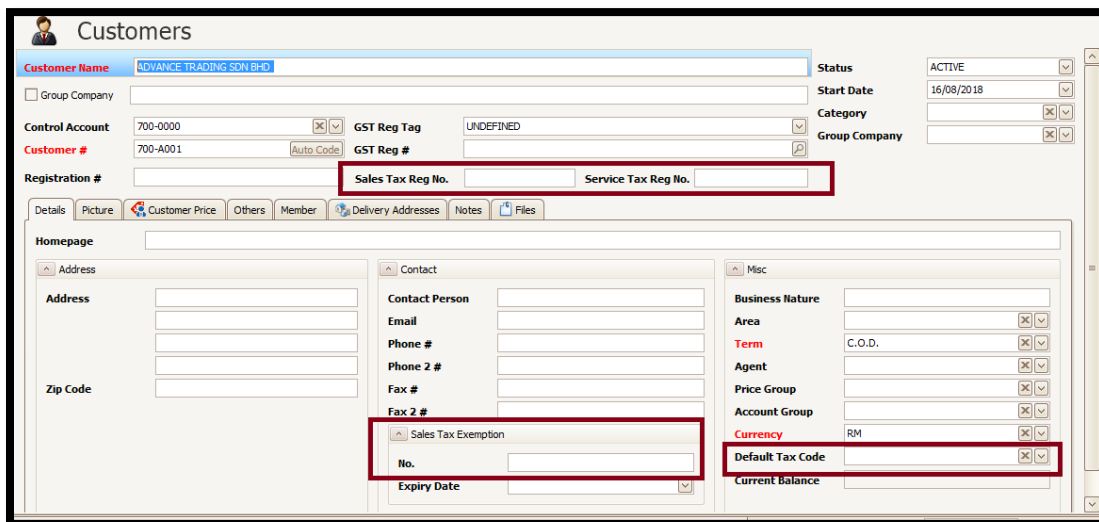 Customers
Customer Name ADVANCE TRADING SDN BHD Status ACTIVE
Group Company Start Date 16/08/2018
Category
Control Account 700-0000 GST Reg Tag UNDEFINED Group Company
Customer # 700-A001 Auto Code GST Reg #
Registration # Sales Tax Reg No. Service Tax Reg No.
Details Picture Customer Price Others Member Delivery Addresses Notes Files
Homepage
Address Contact Misc
Address Contact Person Business Nature
Email Area
Phone # Term C.O.D.
Phone 2 # Agent
Zip Code Fax # Price Group
Fax 2 # Account Group
Sales Tax Exemption Currency RM
No. Default Tax Code
Expiry Date Current Balance